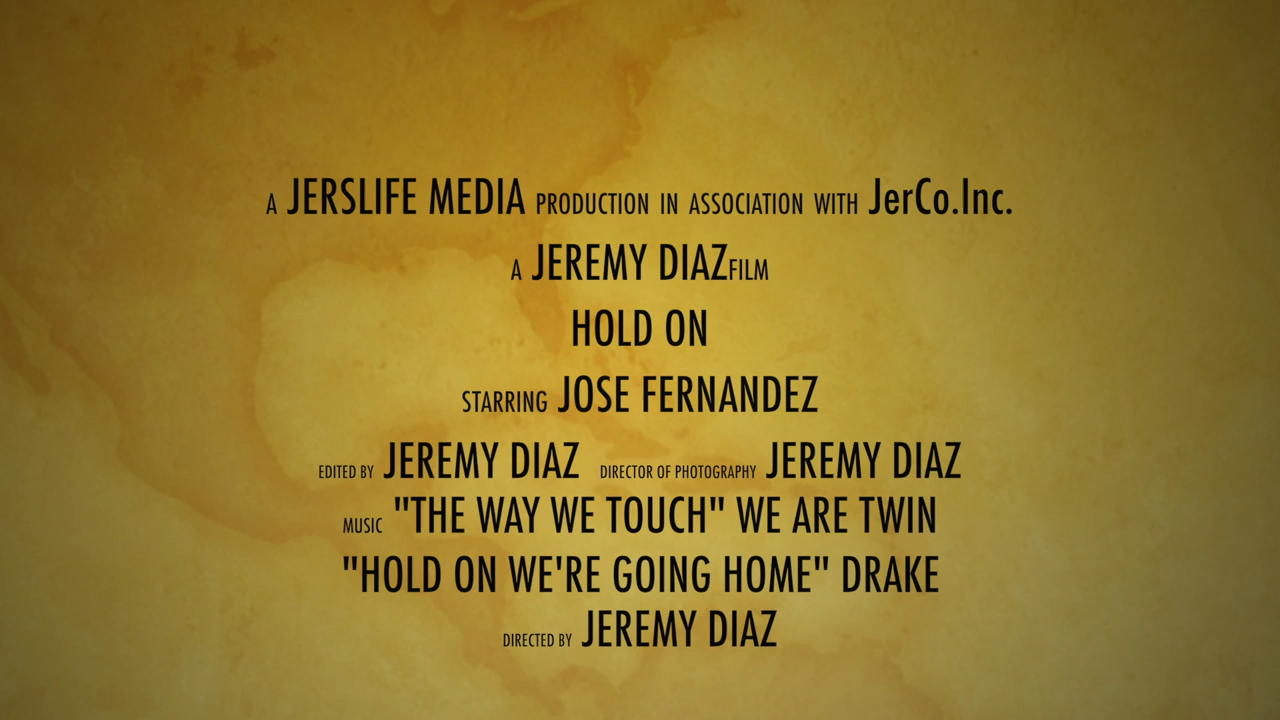 A JERSLIFE MEDIA PRODUCTION IN ASSOCIATION WITH JerCo.Inc.
A JEREMY DIAZFILM
HOLD ON
STARRING JOSE FERNANDEZ
EDITED BY JEREMY DIAZ DIRECTOR OF PHOTOGRAPHY JEREMY DIAZ
MUSIC "THE WAY WE TOUCH" WE ARE TWIN
"HOLD ON WE'RE GOING HOME" DRAKE
DIRECTED BY JEREMY DIAZ